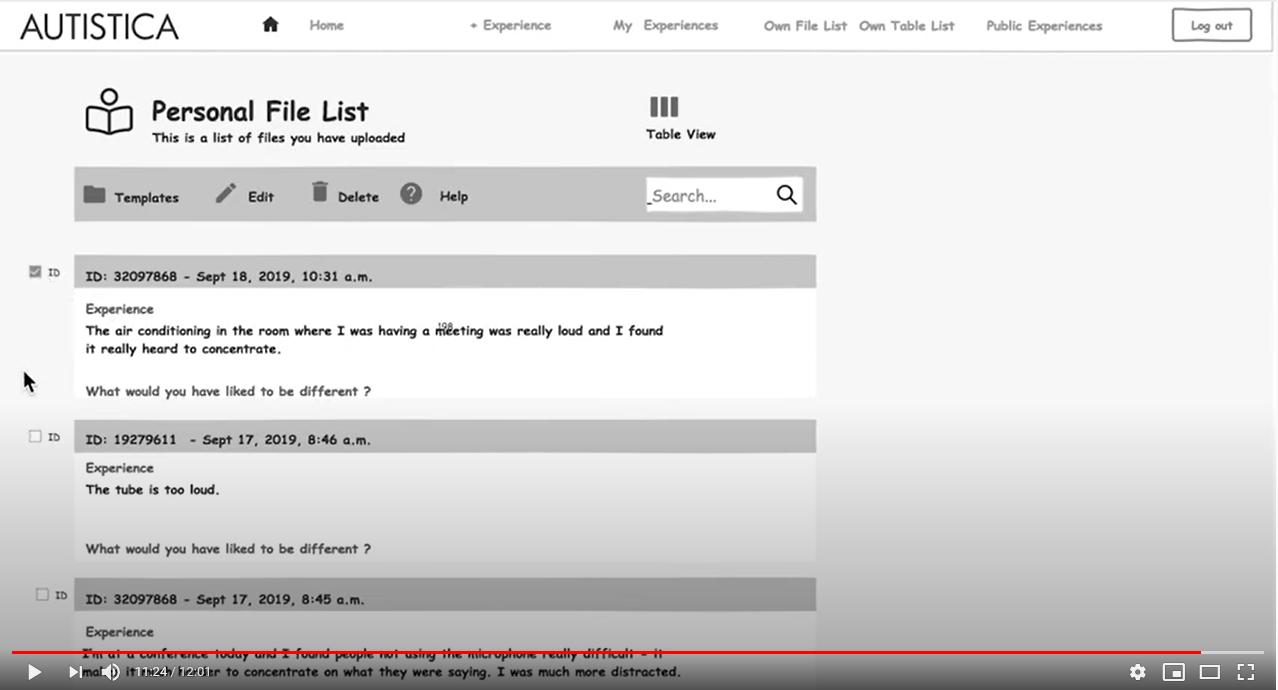 AUTISTICA Home + Experience My Experiences Own File List Own Table List Public Experiences Log out
Personal File List
This is a list of files you have uploaded
Table View
Templates Edit ? Delete Help _Search...
ID ID: 32097868 - Sept 18, 2019, 10:31 a.m.
Experience
198
The air conditioning in the room where I was having a meeting was really loud and I found
it really heard to concentrate.
What would you have liked to be different ?
ID ID: 19279611 - Sept 17, 2019, 8:46 a.m.
Experience
The tube is too loud.
What would you have liked to be different ?
ID ID: 32097868 - Sept 17, 2019, 8:45 a.m.
Experience
I'm at a conference today and I found people not using the microphone really difficult - it
it to concentrate on what they were saying. I was much more distracted.
11:24 / 12:01